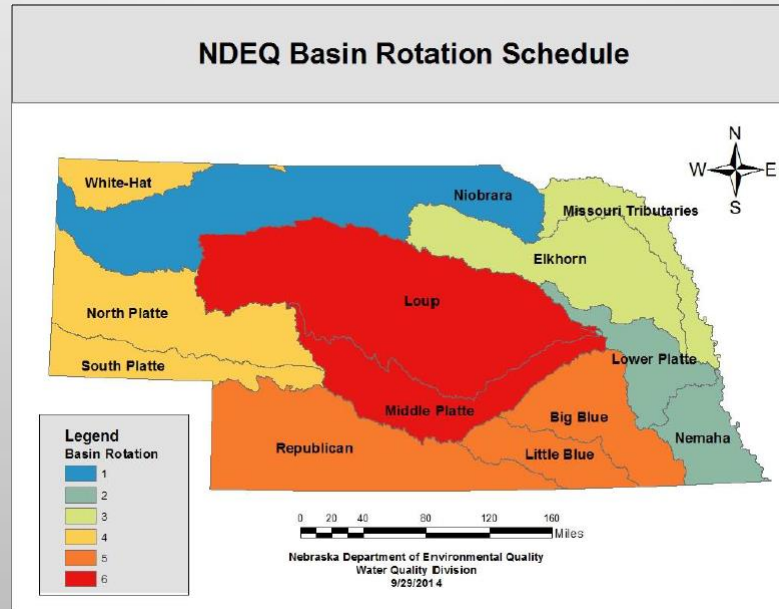 NDEQ Basin Rotation Schedule
N
W E
S
White-Hat
Niobrara
Missouri Tributaries
Elkhorn
North Platte
Loup
South Platte
Lower Platte
Middle Platte
Big Blue
Nemaha
Republican
Little Blue
Legend
Basin Rotation
1
2
3
4
5
6
0 10 20 40 80 120 160
Miles
Nebraska Department of Environmental Quality
Water Quality Division
9/29/2014